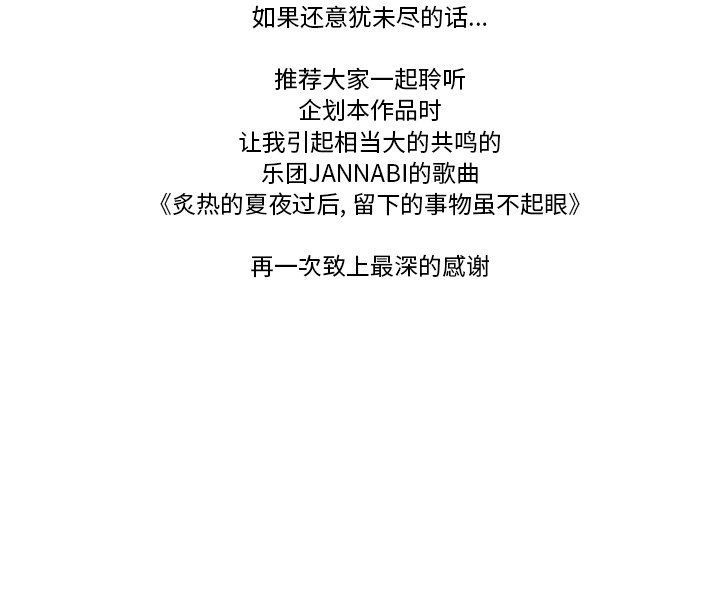 如果还意犹未尽的话...
推荐大家一起聆听
企划本作品时
让我引起相当大的共鸣的
乐团JANNABI的歌曲
《炙热的夏夜过后, 留下的事物虽不起眼》
再一次致上最深的感谢